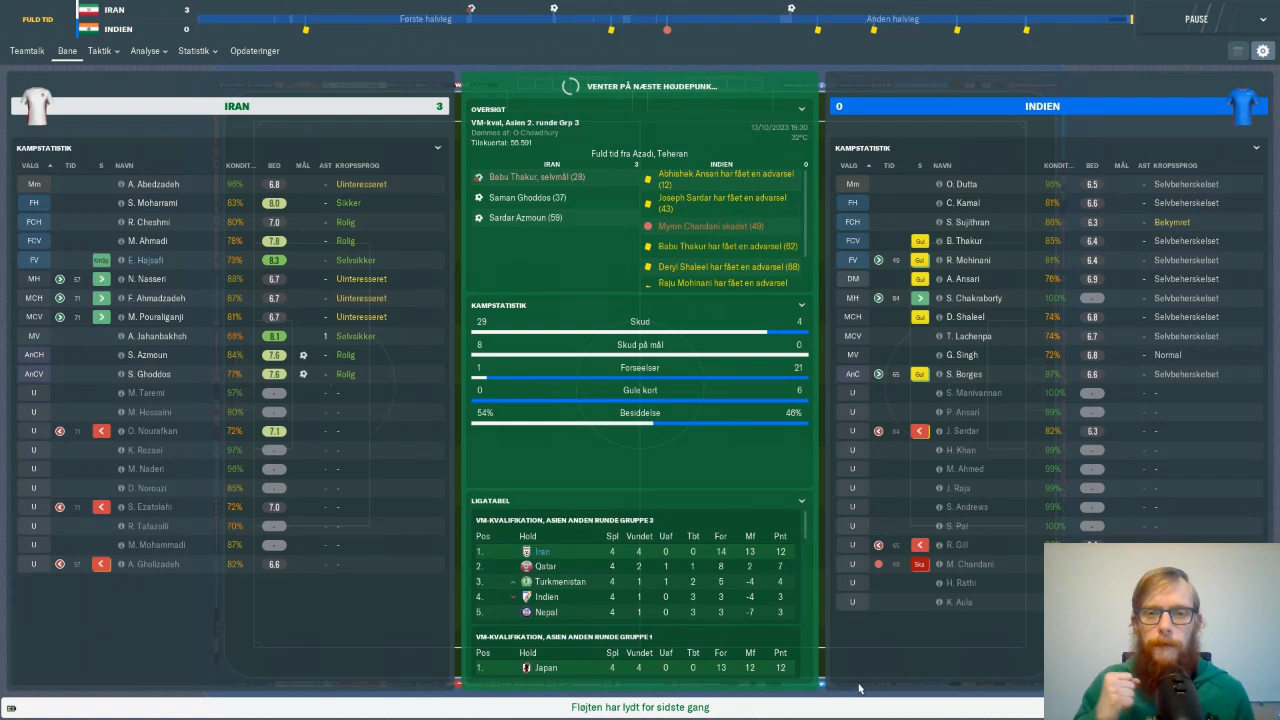 FULD TID
IRAN 3
INDIEN 0
Første halvleg
Anden halvleg
PAUSE
Teamtalk Bane Taktik Analyse Statistik Opdateringer
IRAN 3
KAMPSTATISTIK
VALG TID S NAVN KONDIT... BED MÅL AST KROPSSPROG
Mm A. Abedzadeh 96% 6.8 - Uinteresseret
FH S. Moharrami 83% 8.0 - Sikker
FCH R. Cheshmi 80% 7.0 - Rolig
FCV M. Ahmadi 78% 7.8 - Rolig
FV E. Hajsafi 73% 8.3 - Selvsikker
MH 57 N. Nasseri 88% 6.7 - Uinteresseret
MCH 71 F. Ahmadzadeh 87% 6.7 - Uinteresseret
MCV 71 M. Pouraliganji 81% 6.7 - Uinteresseret
MV A. Jahanbakhsh 68% 8.1 1 Selvsikker
AnCH S. Azmoun 84% 7.6 - Rolig
AnCV S. Ghoddos 77% 7.6 - Rolig
U M. Taremi 97% - - -
U M. Hossaini 90% - - -
U 71 O. Nourafkan 72% 7.1 - -
U K. Rezaei 97% - - -
U M. Naderi 96% - - -
U D. Norouzi 85% - - -
U 71 S. Ezatolahi 72% 7.0 - -
U R. Tafazolli 70% - - -
U M. Mohammadi 87% - - -
U 57 A. Gholizadeh 82% 6.6 - -
VENTER PÅ NÆSTE HØJDEPUNK...
OVERSIGT
VM-kval, Asien 2. runde Grp 3
13/10/2023 19.30
Dømmes af: O Chowdhury
32°C
Tilskuertal: 55.591
Fuld tid fra Azadi, Teheran
IRAN 3 INDIEN 0
Babu Thakur, selvmål (28)
Saman Ghoddos (37)
Sardar Azmoun (59)
Abhishek Ansari har fået en advarsel
(12)
Joseph Sardar har fået en advarsel
(43)
Myron Chandani skadet (49)
Babu Thakur har fået en advarsel (62)
Deryl Shaleel har fået en advarsel (68)
Raju Mohinani har fået en advarsel
KAMPSTATISTIK
29 Skud 4
8 Skud på mål 0
1 Forseelser 21
0 Gule kort 6
54% Besiddelse 46%
LIGATABEL
VM-KVALIFIKATION, ASIEN ANDEN RUNDE GRUPPE 3
Pos Hold Spl Vundet Uaf Tbt For Mf Pnt
1. Iran 4 4 0 0 14 13 12
2. Qatar 4 2 1 1 8 2 7
3. Turkmenistan 4 1 1 2 5 -4 4
4. Indien 4 1 0 3 3 -4 3
5. Nepal 4 1 0 3 3 -7 3
VM-KVALIFIKATION, ASIEN ANDEN RUNDE GRUPPE 1
Pos Hold Spl Vundet Uaf Tbt For Mf Pnt
1. Japan 4 4 0 0 13 12 12
0 INDIEN
KAMPSTATISTIK
VALG TID S NAVN KONDIT... BED MÅL AST KROPSSPROG
Mm O. Dutta 96% 6.5 - Selvbeherskelset
FH C. Kamal 81% 6.6 - Selvbeherskelset
FCH S. Sujithran 86% 6.3 - Bekymret
FCV Gul B. Thakur 85% 6.4 - Selvbeherskelset
FV 49 Gul R. Mohinani 91% 6.4 - Selvbeherskelset
DM Gul A. Ansari 76% 6.9 - Selvbeherskelset
MH 84 S. Chakraborty 100% - - Selvbeherskelset
MCH Gul D. Shaleel 74% 6.8 - Selvbeherskelset
MCV T. Lachenpa 74% 6.7 - Selvbeherskelset
MV G. Singh 72% 6.8 - Normal
AnC 65 Gul S. Borges 97% 6.6 - Selvbeherskelset
U S. Manivannan 100% - - -
U P. Ansari 99% - - -
U 84 J. Sardar 82% 6.3 - -
U H. Khan 99% - - -
U M. Ahmed 99% - - -
U J. Raja 99% - - -
U S. Andrews 99% - - -
U S. Pal 100% - - -
U 65 R. Gill
U 49 Ska M. Chandani
U H. Rathi
U K. Aula
Fløjten har lydt for sidste gang